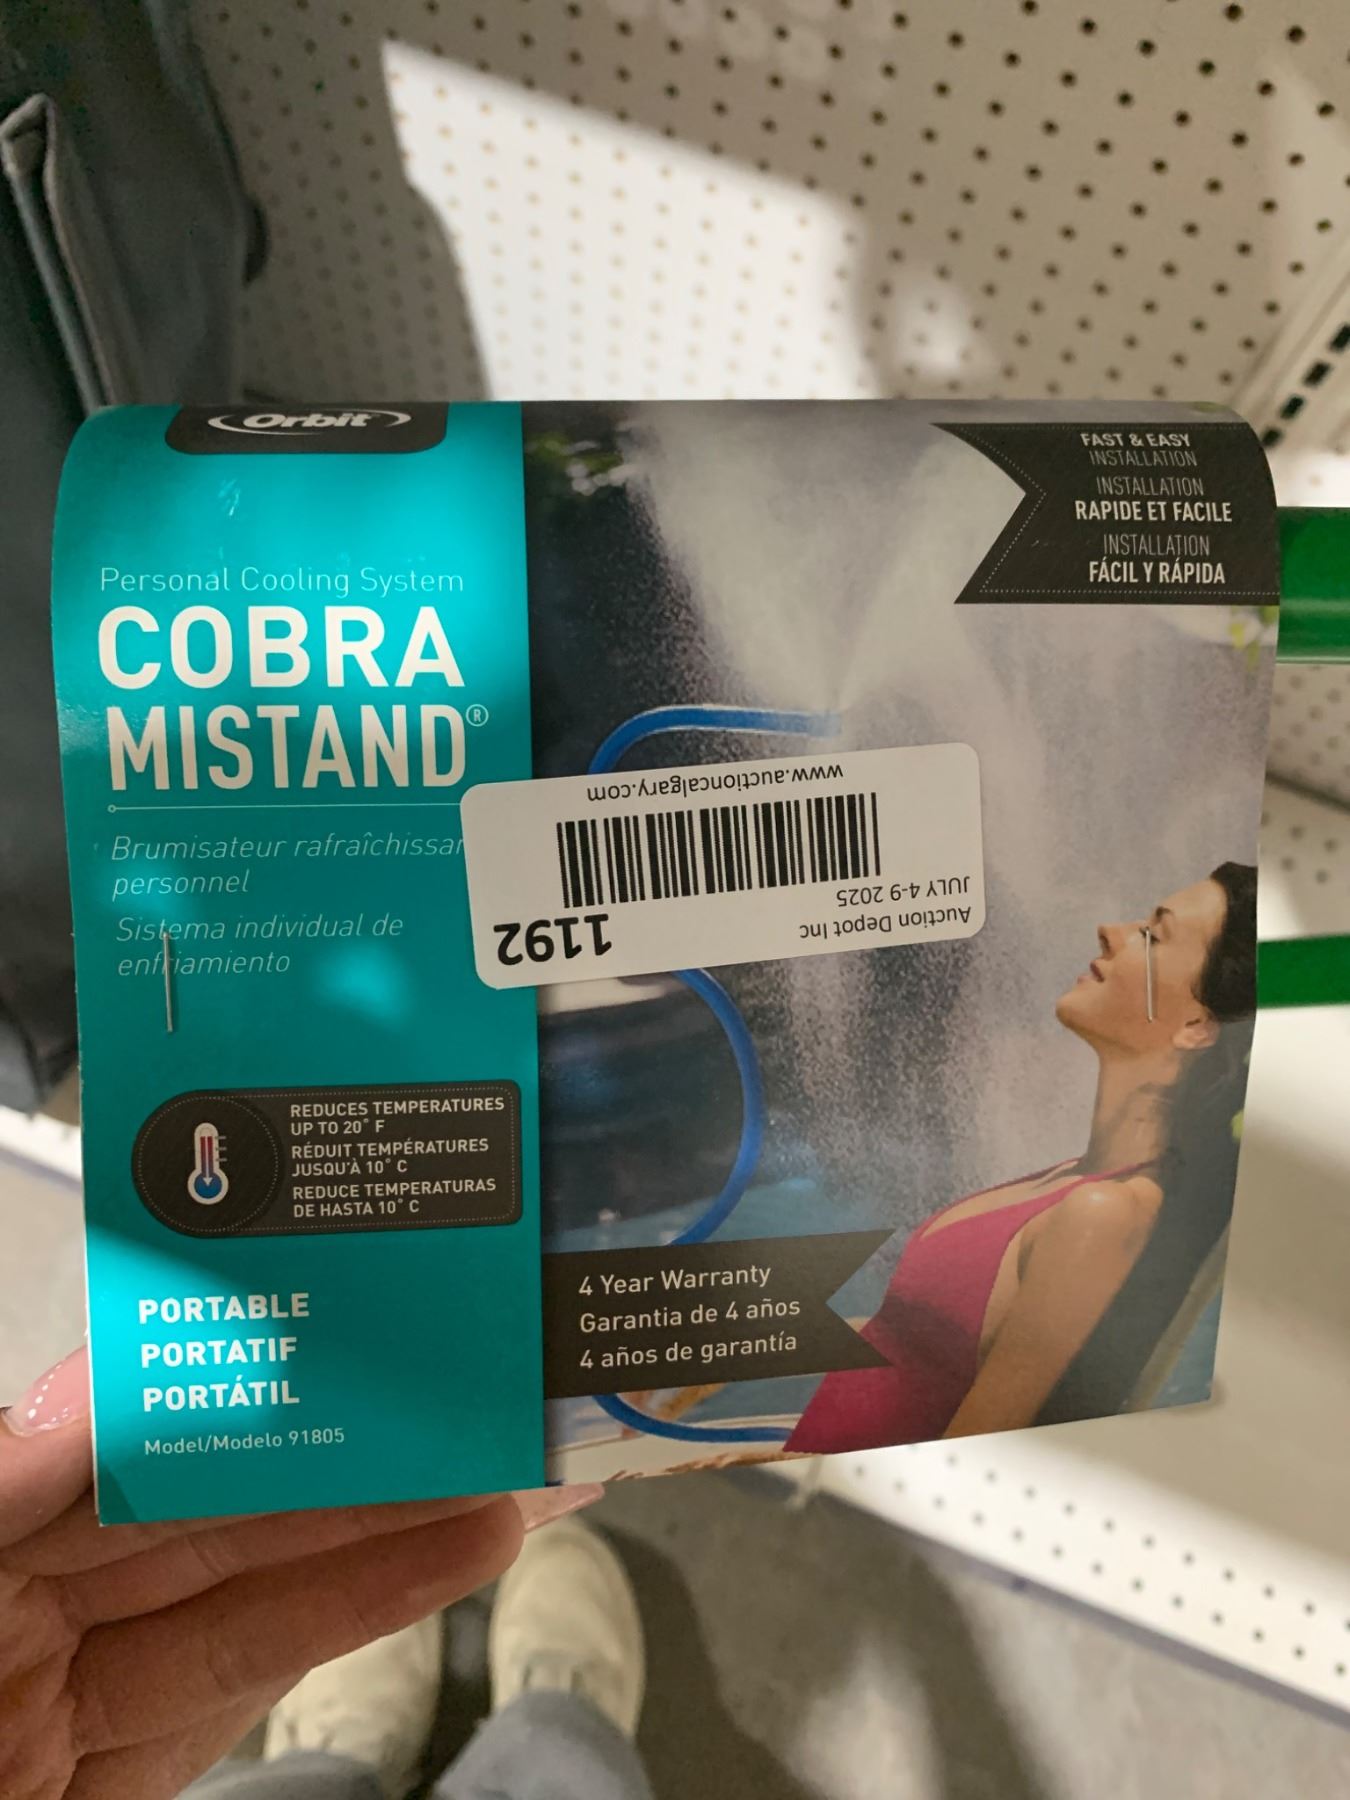 Orbit
Personal Cooling System
COBRA
MISTAND®
Brumisateur rafraîchissa
personnel
Sistema individual de
enfriamiento
REDUCES TEMPERATURES
UP TO 20° F
RÉDUIT TEMPÉRATURES
JUSQU'À 10° C
REDUCE TEMPERATURAS
DE HASTA 10° C
PORTABLE
PORTATIF
PORTÁTIL
Model/Modelo 91805
FAST & EASY
INSTALLATION
INSTALLATION
RAPIDE ET FACILE
INSTALLATION
FÁCIL Y RÁPIDA
Auction Depot Inc
JULY 4-9 2025
1192
www.auctioncalgary.com
4 Year Warranty
Garantia de 4 años
4 años de garantía